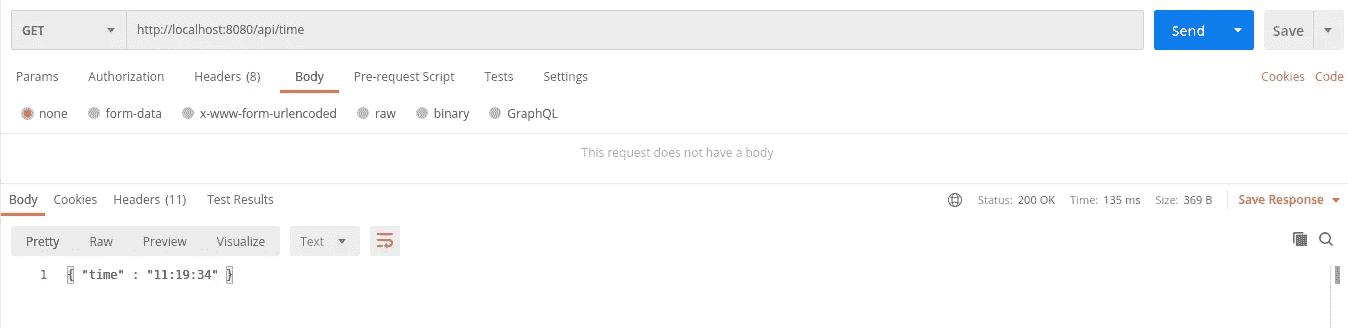 GET http://localhost:8080/api/time Send Save
Params Authorization Headers (8) Body Pre-request Script Tests Settings Cookies Code
none form-data x-www-form-urlencoded raw binary GraphQL
This request does not have a body
Body Cookies Headers (11) Test Results Status: 200 OK Time: 135 ms Size: 369 B Save Response
Pretty Raw Preview Visualize Text
1 { "time" : "11:19:34" }